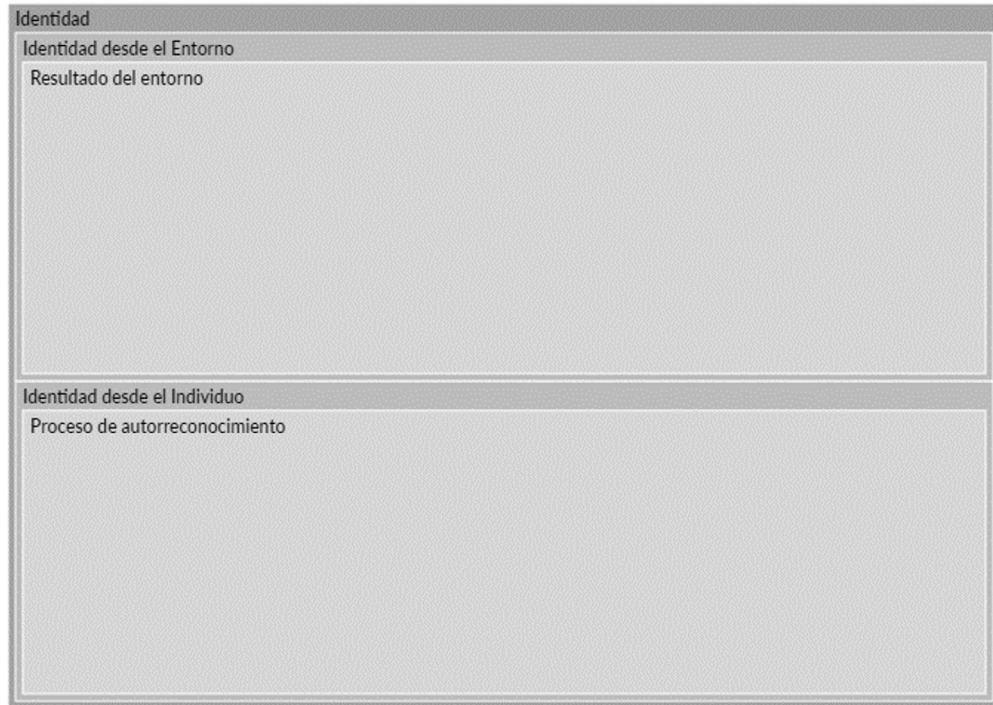 Identidad
Identidad desde el Entorno
Resultado del entorno
Identidad desde el Individuo
Proceso de autorreconocimiento